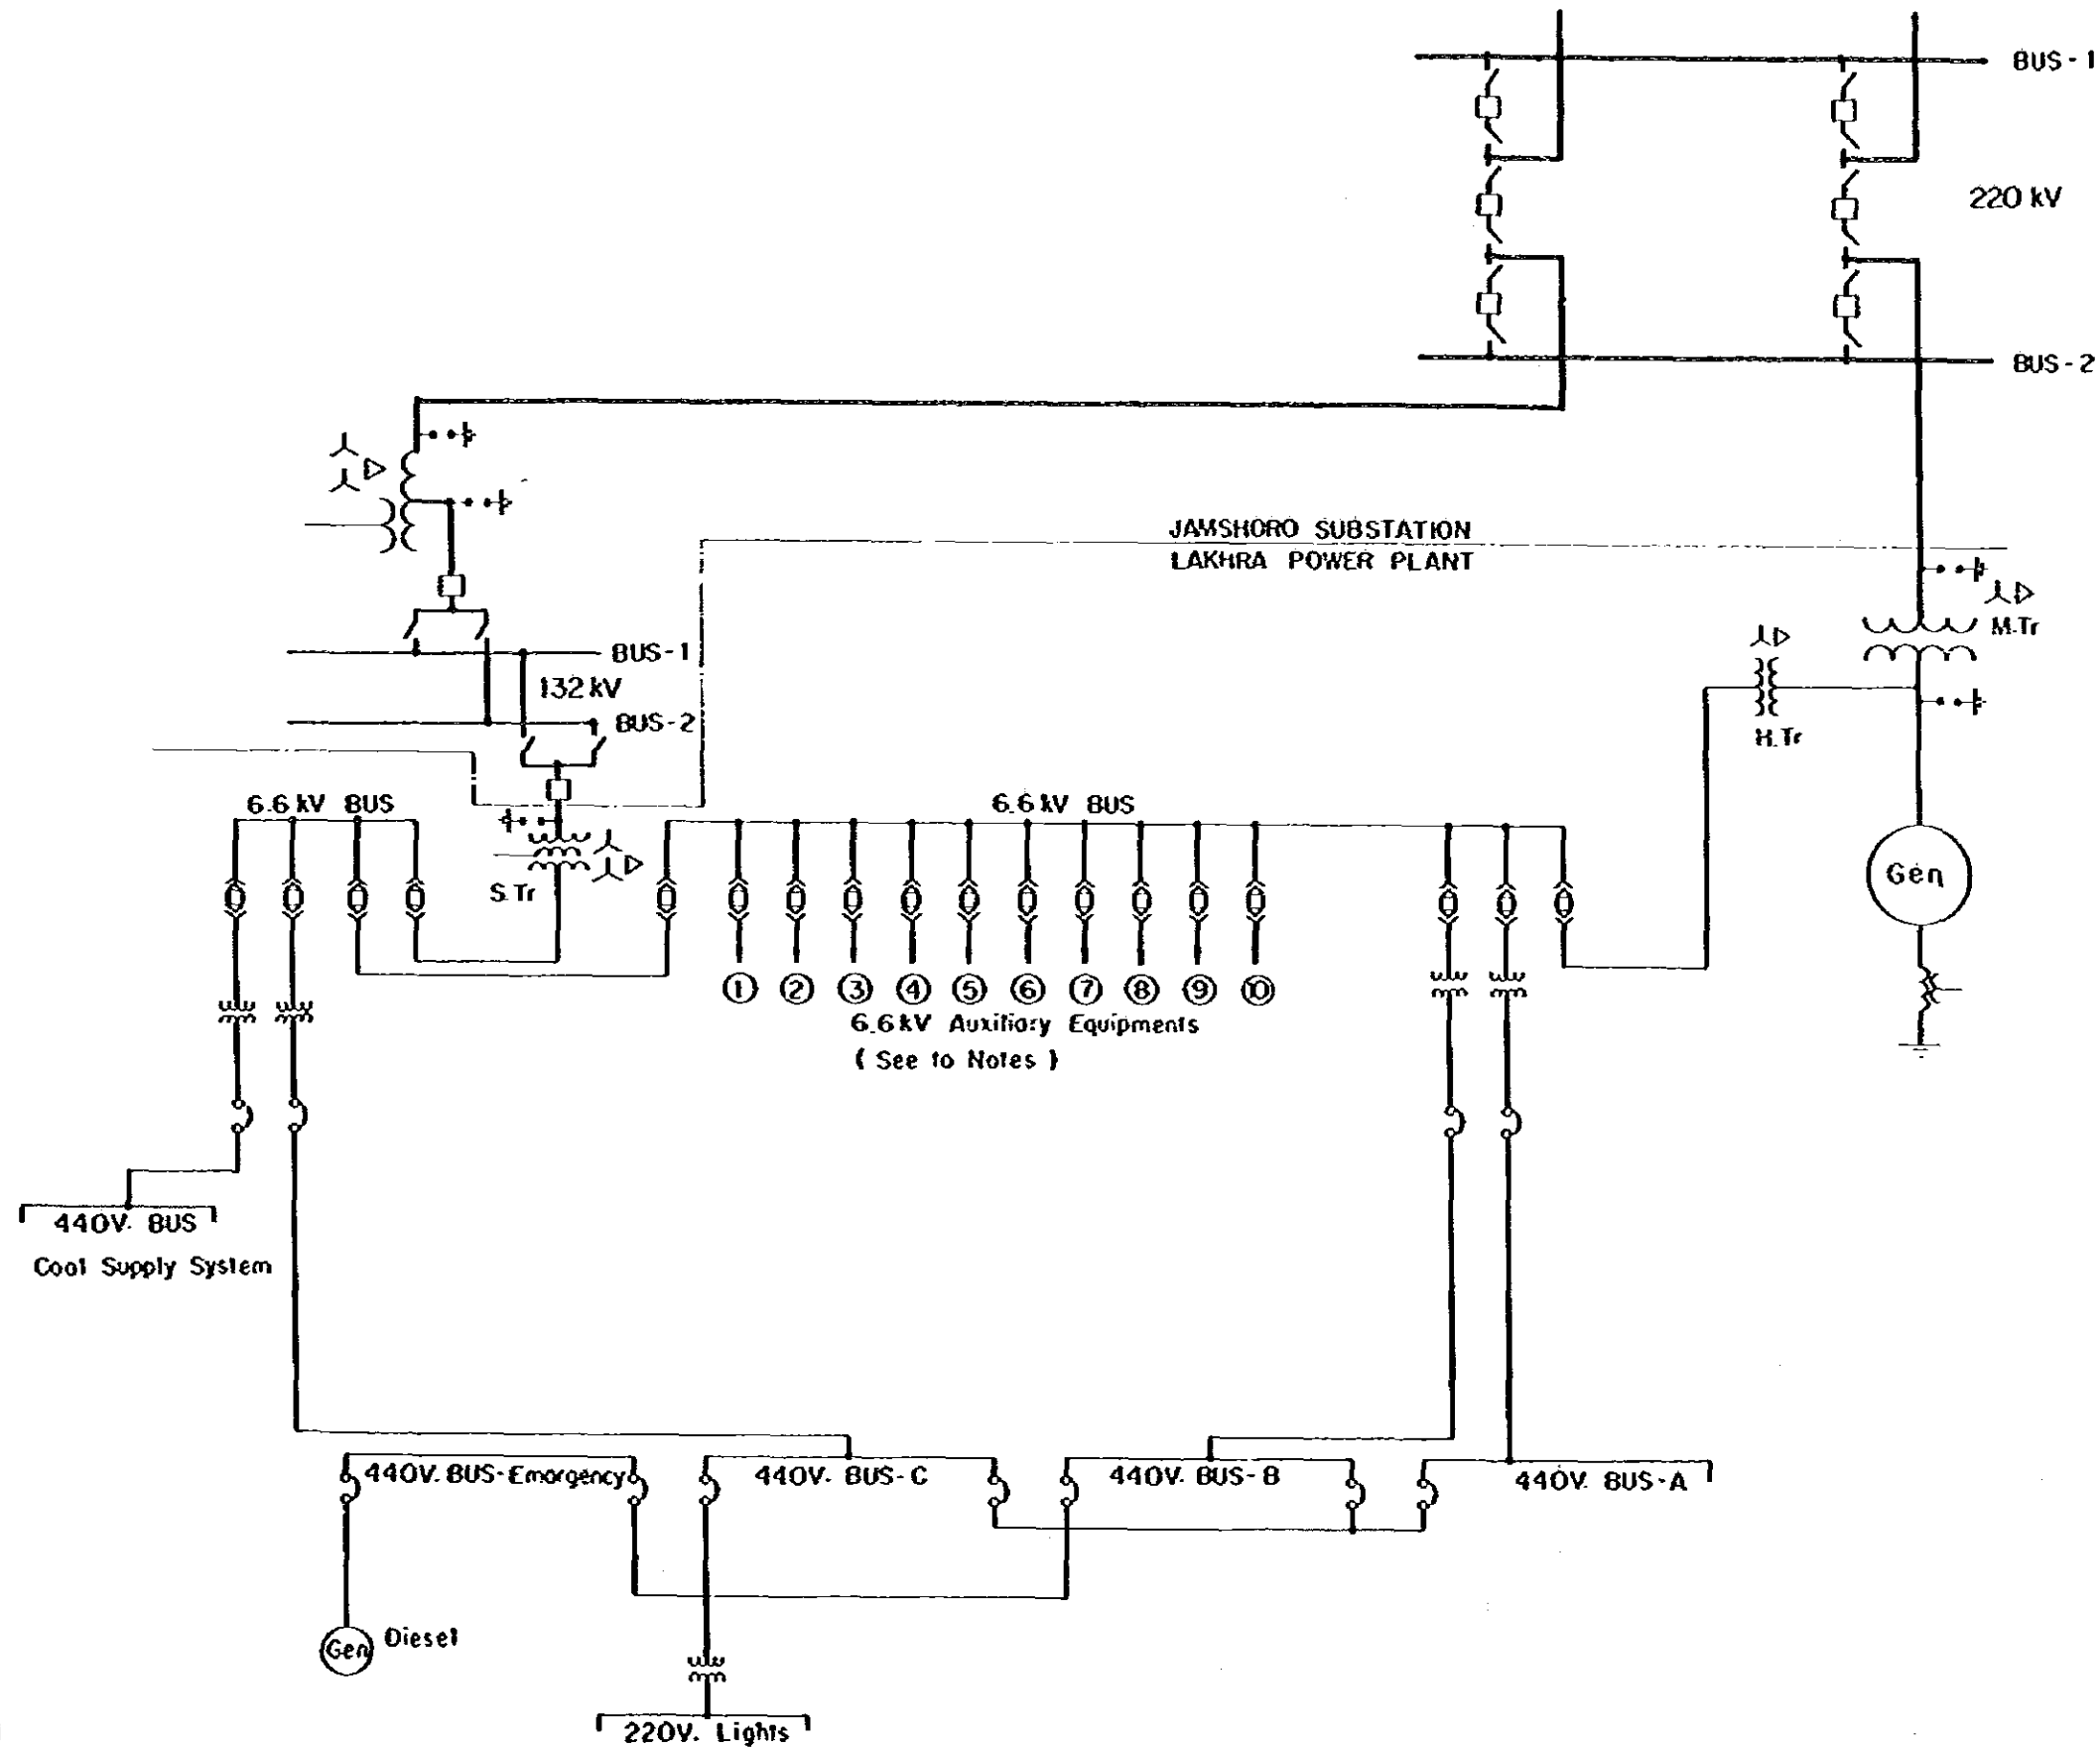 BUS-1
220 kV
BUS-2
JAMSHORO SUBSTATION
LAKHRA POWER PLANT
M.Tr
BUS-1
132 kV
BUS-2
H.Tr
6.6 kV BUS
6.6 kV BUS
S.Tr
Gen
① ② ③ ④ ⑤ ⑥ ⑦ ⑧ ⑨ ⑩
6.6 kV Auxiliary Equipments
( See to Notes )
440V. BUS
Coal Supply System
440V. BUS-Emorgency
440V. BUS-C
440V. BUS-B
440V. BUS-A
Gen
Diesel
220V. Lights